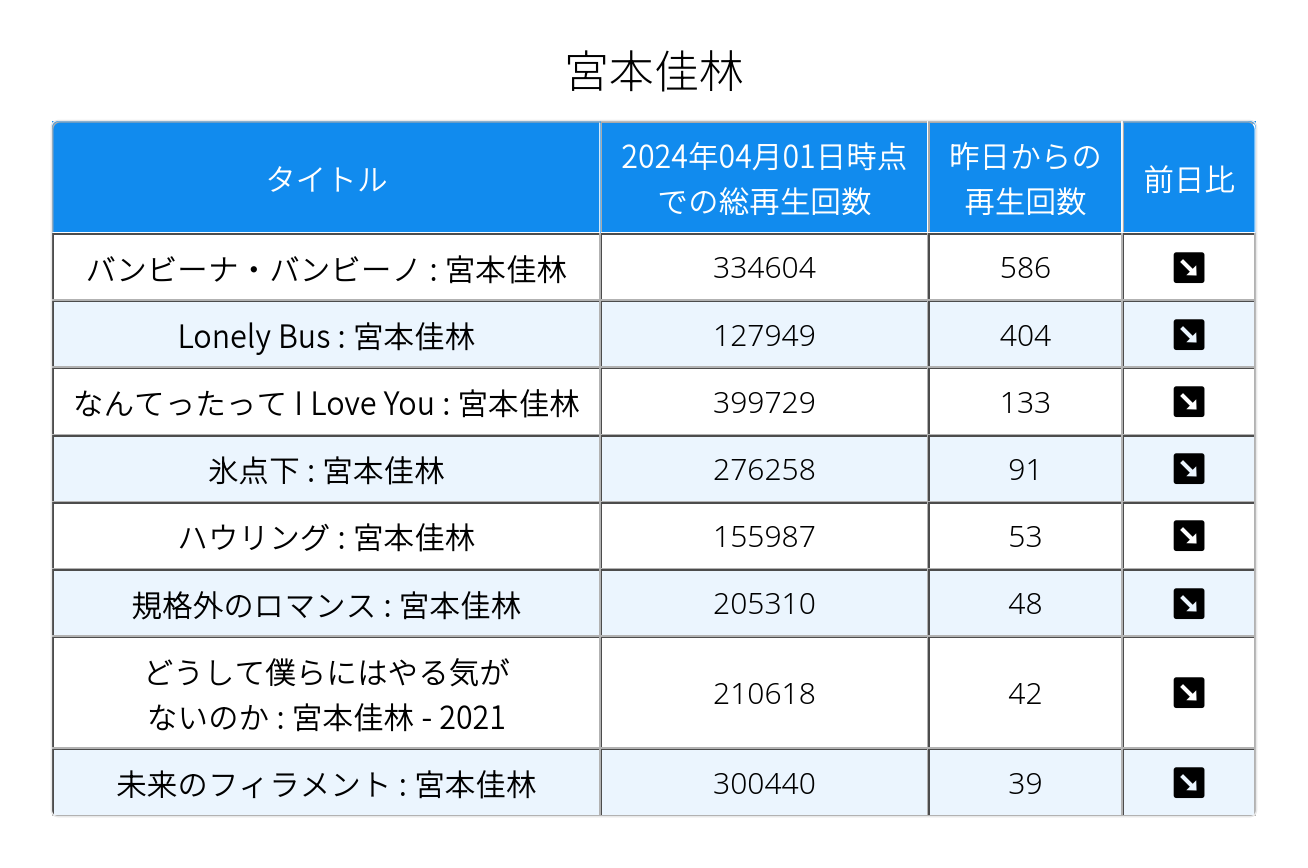 宮本佳林
タイトル
2024年04月01日時点
での総再生回数
昨日からの
再生回数
前日比
バンビーナ・バンビーノ : 宮本佳林
334604
586
Lonely Bus : 宮本佳林
127949
404
なんてったって I Love You : 宮本佳林
399729
133
氷点下 : 宮本佳林
276258
91
ハウリング : 宮本佳林
155987
53
規格外のロマンス : 宮本佳林
205310
48
どうして僕らにはやる気が
ないのか : 宮本佳林 - 2021
210618
42
未来のフィラメント : 宮本佳林
300440
39